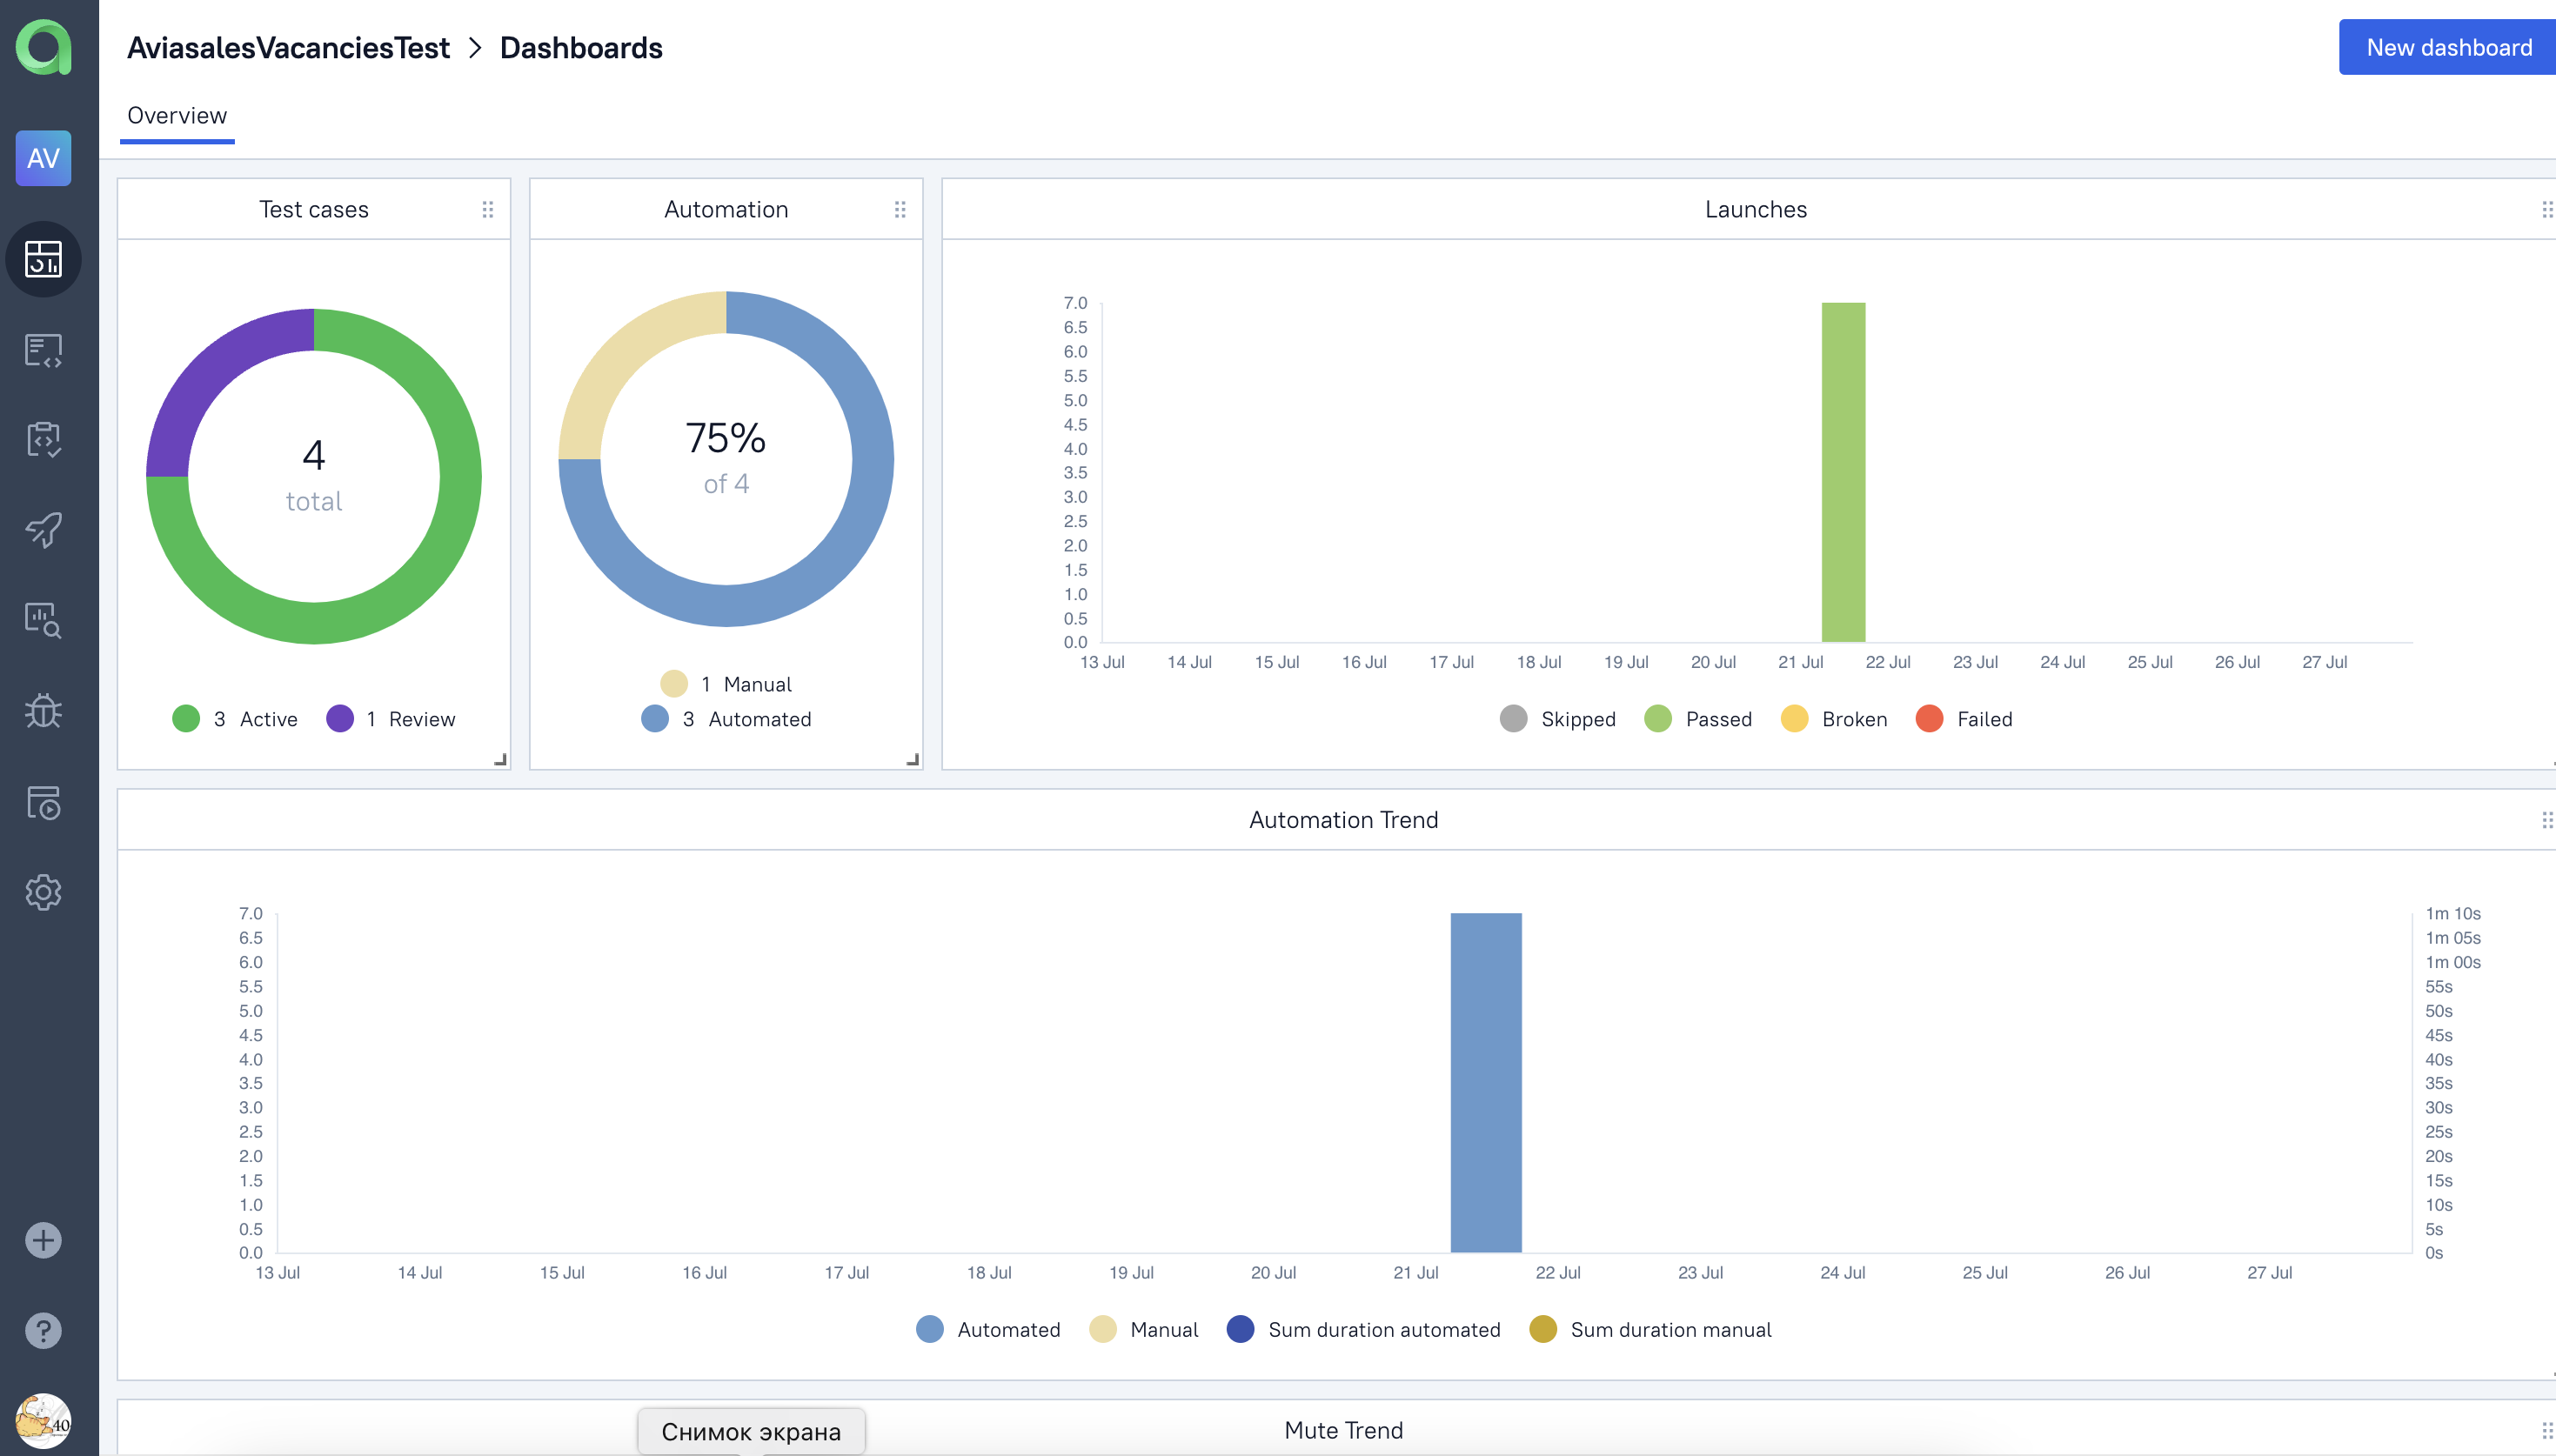 AviasalesVacanciesTest > Dashboards
New dashboard
AV
Overview
Test cases
4
total
3 Active 1 Review
Automation
75%
of 4
1 Manual
3 Automated
Launches
7.0
6.5
6.0
5.5
5.0
4.5
4.0
3.5
3.0
2.5
2.0
1.5
1.0
0.5
0.0
13 Jul 14 Jul 15 Jul 16 Jul 17 Jul 18 Jul 19 Jul 20 Jul 21 Jul 22 Jul 23 Jul 24 Jul 25 Jul 26 Jul 27 Jul
Skipped Passed Broken Failed
Automation Trend
7.0 1m 10s
6.5 1m 05s
6.0 1m 00s
5.5 55s
5.0 50s
4.5 45s
4.0 40s
3.5 35s
3.0 30s
2.5 25s
2.0 20s
1.5 15s
1.0 10s
0.5 5s
0.0 0s
13 Jul 14 Jul 15 Jul 16 Jul 17 Jul 18 Jul 19 Jul 20 Jul 21 Jul 22 Jul 23 Jul 24 Jul 25 Jul 26 Jul 27 Jul
Automated Manual Sum duration automated Sum duration manual
40
Снимок экрана
Mute Trend